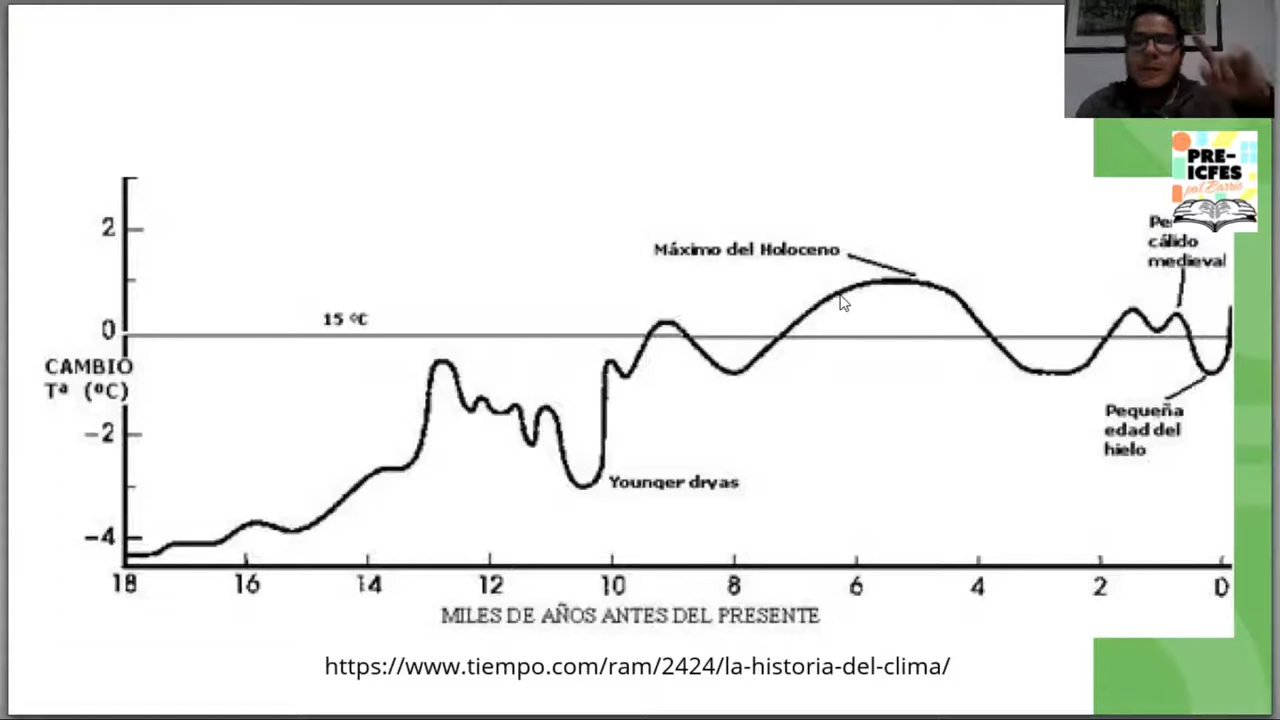 PRE-
ICFES
pa'l Barrio
2
Máximo del Holoceno
cálido
medieval
15 ºC
0
CAMBIO
Tª (ºC)
-2
Pequeña
edad del
hielo
Younger dryas
-4
18 16 14 12 10 8 6 4 2 0
MILES DE AÑOS ANTES DEL PRESENTE
https://www.tiempo.com/ram/2424/la-historia-del-clima/